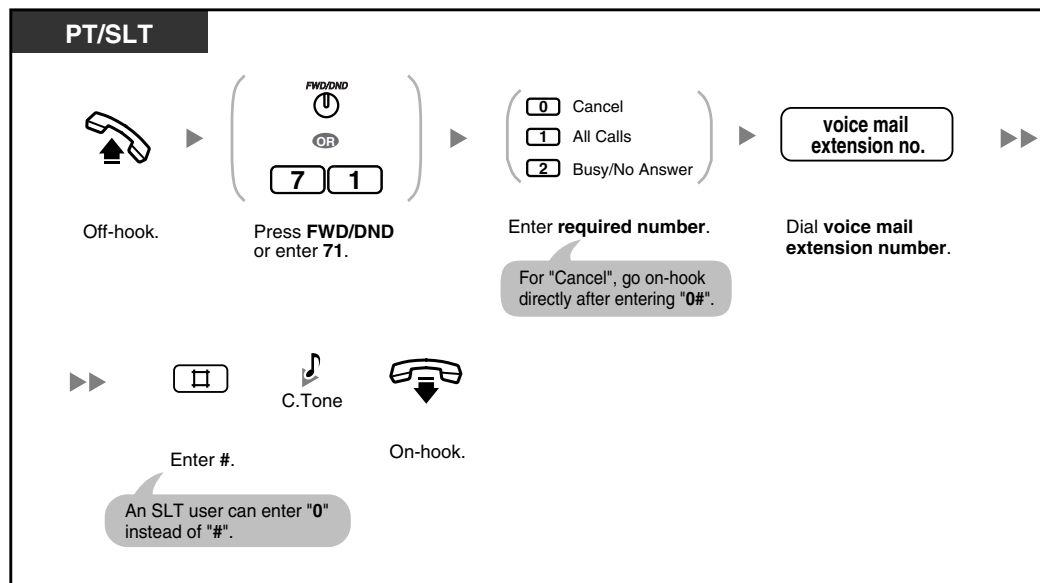 PT/SLT
FWD/DND
OR
7 1
0 Cancel
1 All Calls
2 Busy/No Answer
voice mail
extension no.
Off-hook.
Press FWD/DND
or enter 71.
Enter required number.
For "Cancel", go on-hook
directly after entering "0#".
Dial voice mail
extension number.
#
C.Tone
Enter #.
On-hook.
An SLT user can enter "0"
instead of "#".